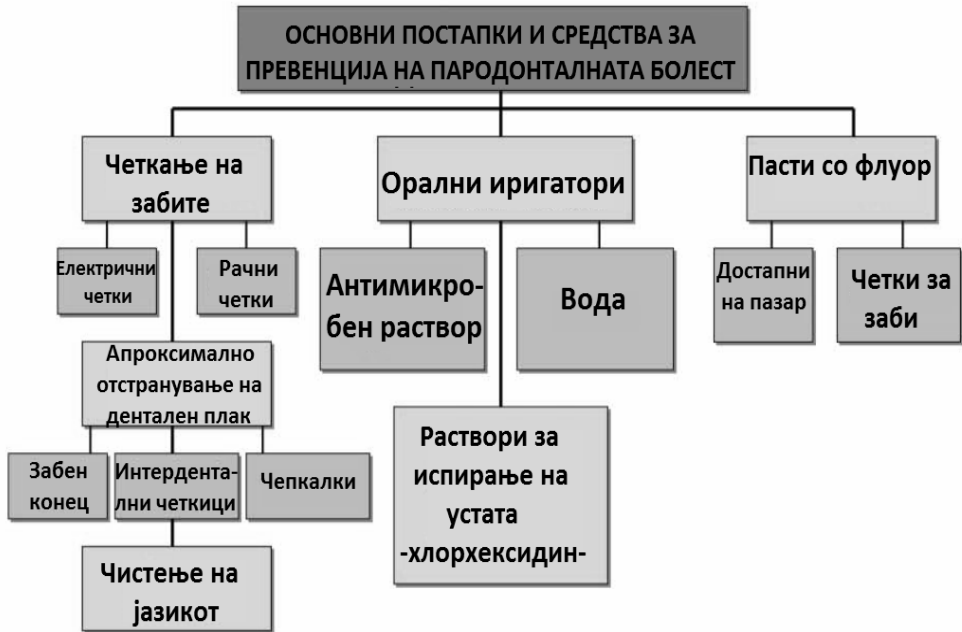 ОСНОВНИ ПОСТАПКИ И СРЕДСТВА ЗА
ПРЕВЕНЦИЈА НА ПАРОДОНТАЛНАТА БОЛЕСТ
Четкање на
забите
Орални иригатори
Пасти со флуор
Електрични
четки
Рачни
четки
Антимикро-
бен раствор
Вода
Достапни
на пазар
Четки за
заби
Апроксимално
отстранување на
дентален плак
Забен
конец
Интердента-
лни четкици
Чепкалки
Раствори за
испирање на
устата
-хлорхексидин-
Чистење на
јазикот